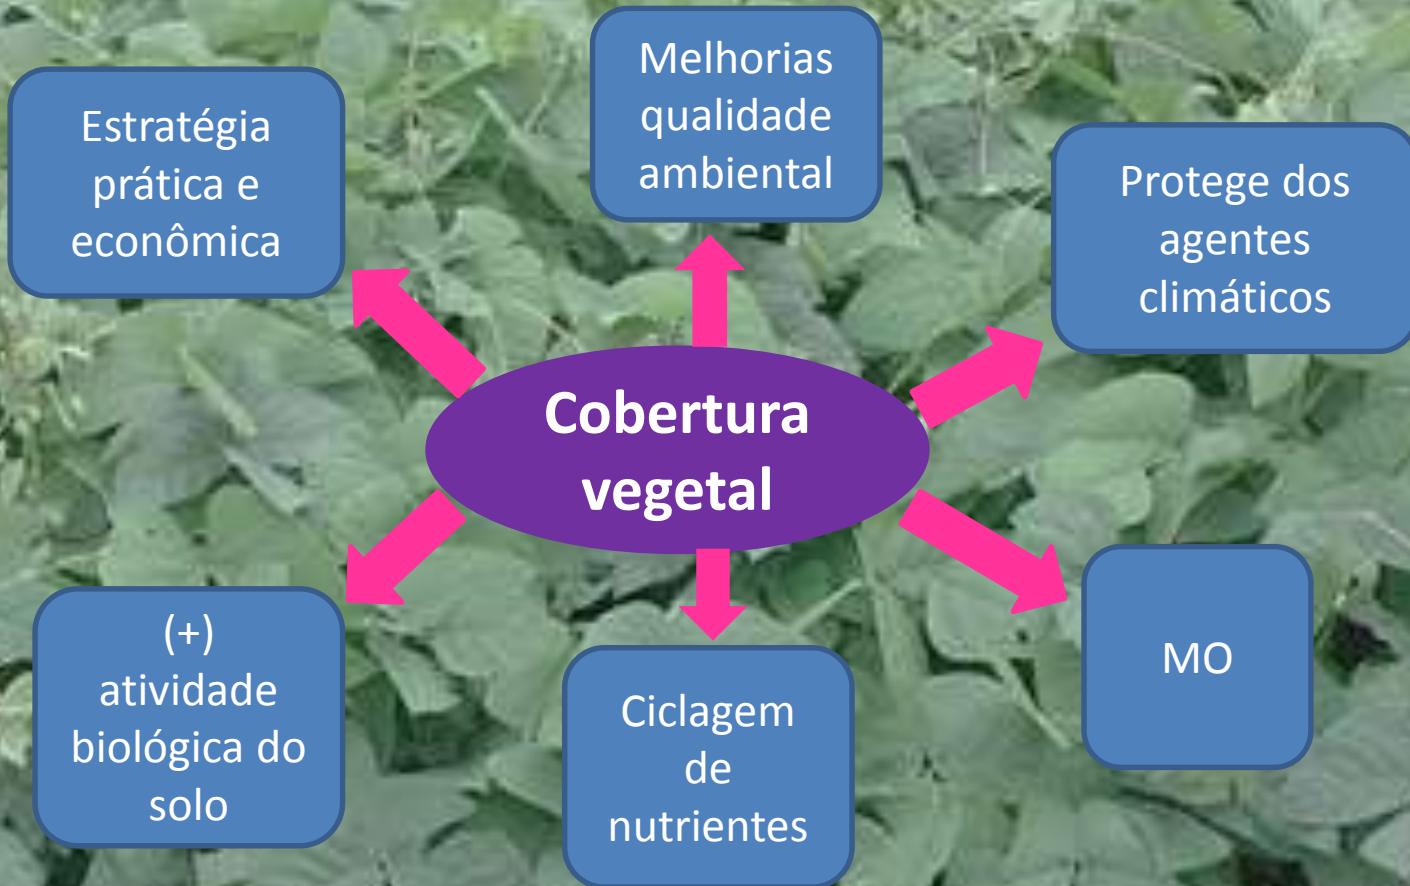 Melhorias
qualidade
ambiental
Estratégia
prática e
econômica
Protege dos
agentes
climáticos
Cobertura
vegetal
(+)
atividade
biológica do
solo
Ciclagem
de
nutrientes
MO